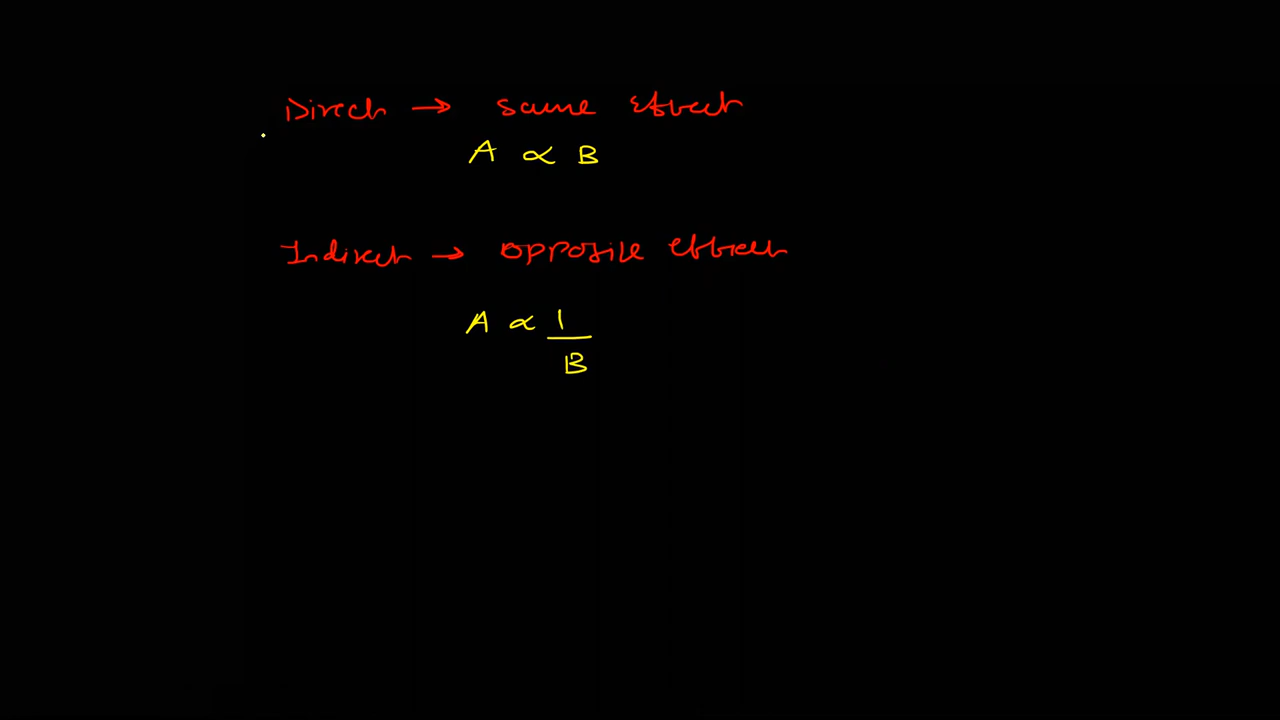 Direct → Same Effect
A ∝ B
Indirect → Opposite effect
A ∝ 1
B